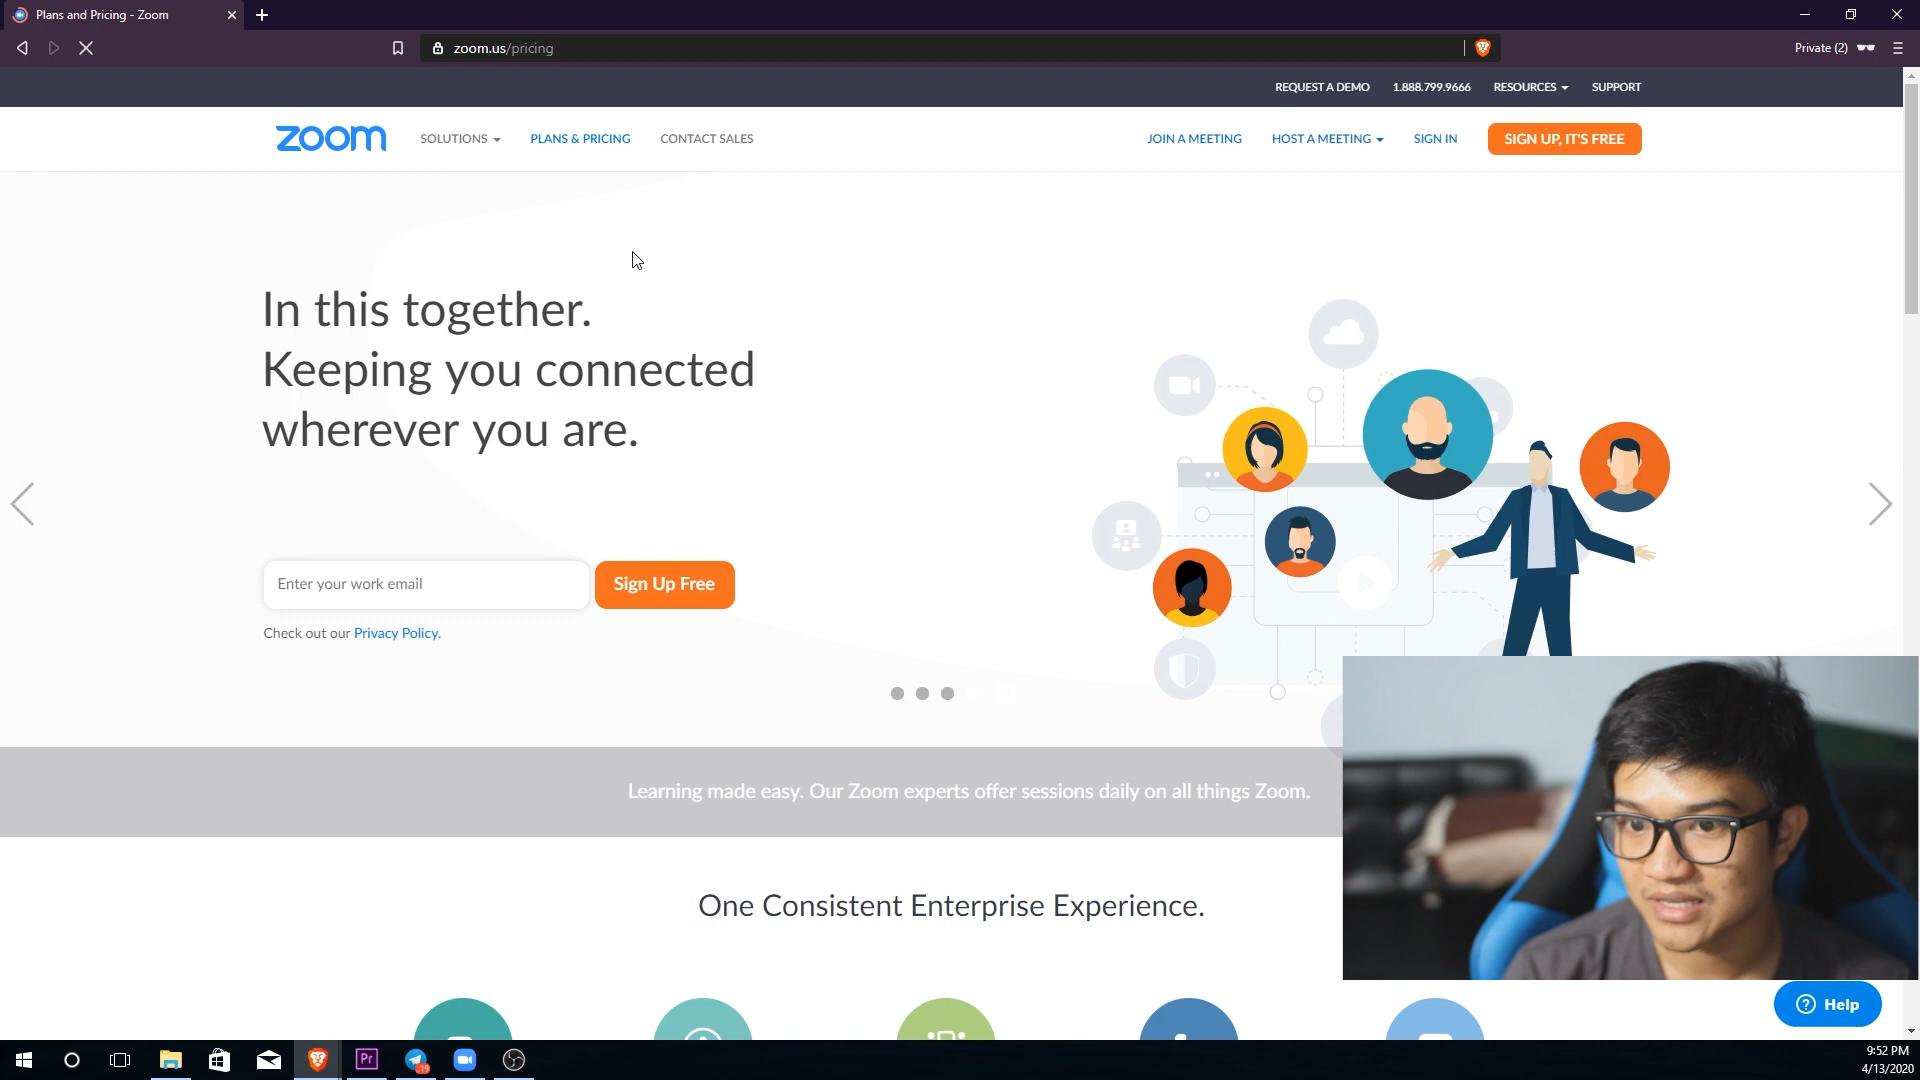 Plans and Pricing - Zoom
zoom.us/pricing
Private (2)
REQUEST A DEMO 1.888.799.9666 RESOURCES SUPPORT
zoom SOLUTIONS PLANS & PRICING CONTACT SALES JOIN A MEETING HOST A MEETING SIGN IN SIGN UP, IT'S FREE
In this together.
Keeping you connected
wherever you are.
Enter your work email Sign Up Free
Check out our Privacy Policy.
Learning made easy. Our Zoom experts offer sessions daily on all things Zoom.
One Consistent Enterprise Experience.
Help
Pr
19
9:52 PM
4/13/2020